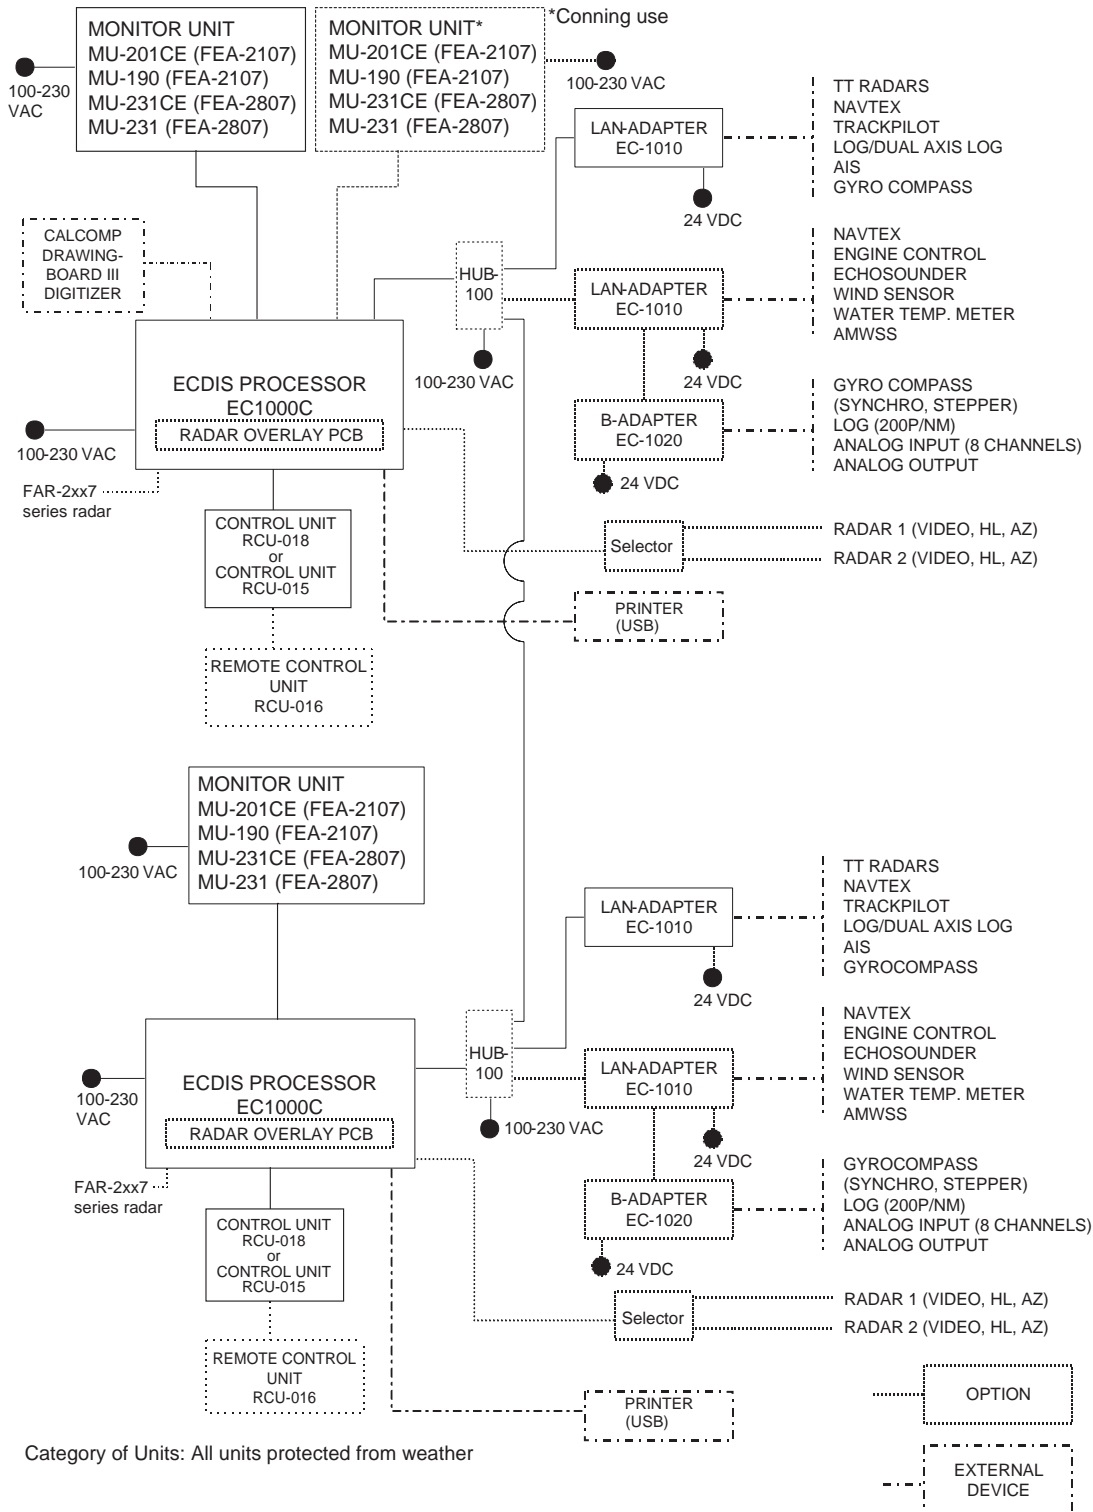 *Conning use
MONITOR UNIT
MU-201CE (FEA-2107)
MU-190 (FEA-2107)
MU-231CE (FEA-2807)
MU-231 (FEA-2807)
MONITOR UNIT*
MU-201CE (FEA-2107)
MU-190 (FEA-2107)
MU-231CE (FEA-2807)
MU-231 (FEA-2807)
100-230
VAC
100-230 VAC
LAN-ADAPTER
EC-1010
24 VDC
TT RADARS
NAVTEX
TRACKPILOT
LOG/DUAL AXIS LOG
AIS
GYRO COMPASS
CALCOMP
DRAWING-
BOARD III
DIGITIZER
HUB-
100
100-230 VAC
LAN-ADAPTER
EC-1010
24 VDC
NAVTEX
ENGINE CONTROL
ECHOSOUNDER
WIND SENSOR
WATER TEMP. METER
AMWSS
ECDIS PROCESSOR
EC1000C
RADAR OVERLAY PCB
100-230 VAC
FAR-2xx7
series radar
B-ADAPTER
EC-1020
24 VDC
GYRO COMPASS
(SYNCHRO, STEPPER)
LOG (200P/NM)
ANALOG INPUT (8 CHANNELS)
ANALOG OUTPUT
CONTROL UNIT
RCU-018
or
CONTROL UNIT
RCU-015
Selector
RADAR 1 (VIDEO, HL, AZ)
RADAR 2 (VIDEO, HL, AZ)
PRINTER
(USB)
REMOTE CONTROL
UNIT
RCU-016
MONITOR UNIT
MU-201CE (FEA-2107)
MU-190 (FEA-2107)
MU-231CE (FEA-2807)
MU-231 (FEA-2807)
100-230 VAC
LAN-ADAPTER
EC-1010
24 VDC
TT RADARS
NAVTEX
TRACKPILOT
LOG/DUAL AXIS LOG
AIS
GYROCOMPASS
HUB-
100
100-230 VAC
LAN-ADAPTER
EC-1010
24 VDC
NAVTEX
ENGINE CONTROL
ECHOSOUNDER
WIND SENSOR
WATER TEMP. METER
AMWSS
ECDIS PROCESSOR
EC1000C
RADAR OVERLAY PCB
100-230
VAC
FAR-2xx7
series radar
B-ADAPTER
EC-1020
24 VDC
GYROCOMPASS
(SYNCHRO, STEPPER)
LOG (200P/NM)
ANALOG INPUT (8 CHANNELS)
ANALOG OUTPUT
CONTROL UNIT
RCU-018
or
CONTROL UNIT
RCU-015
Selector
RADAR 1 (VIDEO, HL, AZ)
RADAR 2 (VIDEO, HL, AZ)
REMOTE CONTROL
UNIT
RCU-016
PRINTER
(USB)
OPTION
Category of Units: All units protected from weather
EXTERNAL
DEVICE